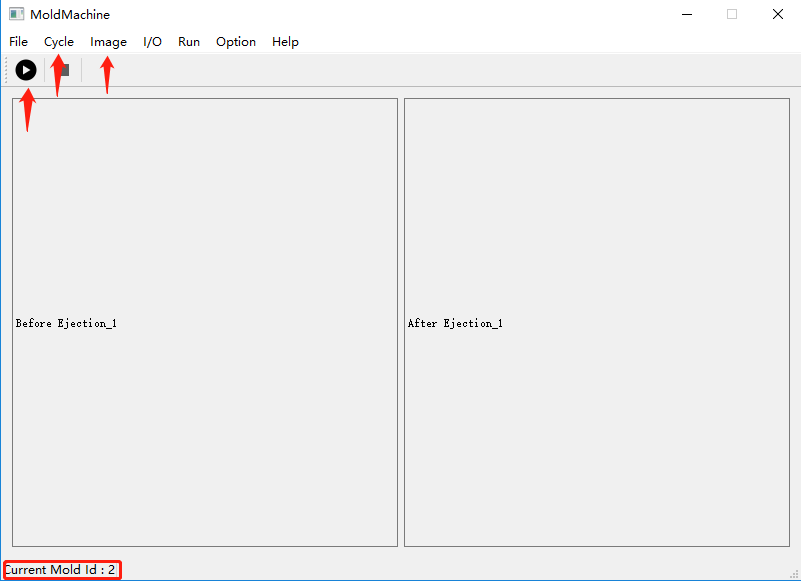 MoldMachine
File Cycle Image I/O Run Option Help
Before Ejection_1
After Ejection_1
Current Mold Id : 2